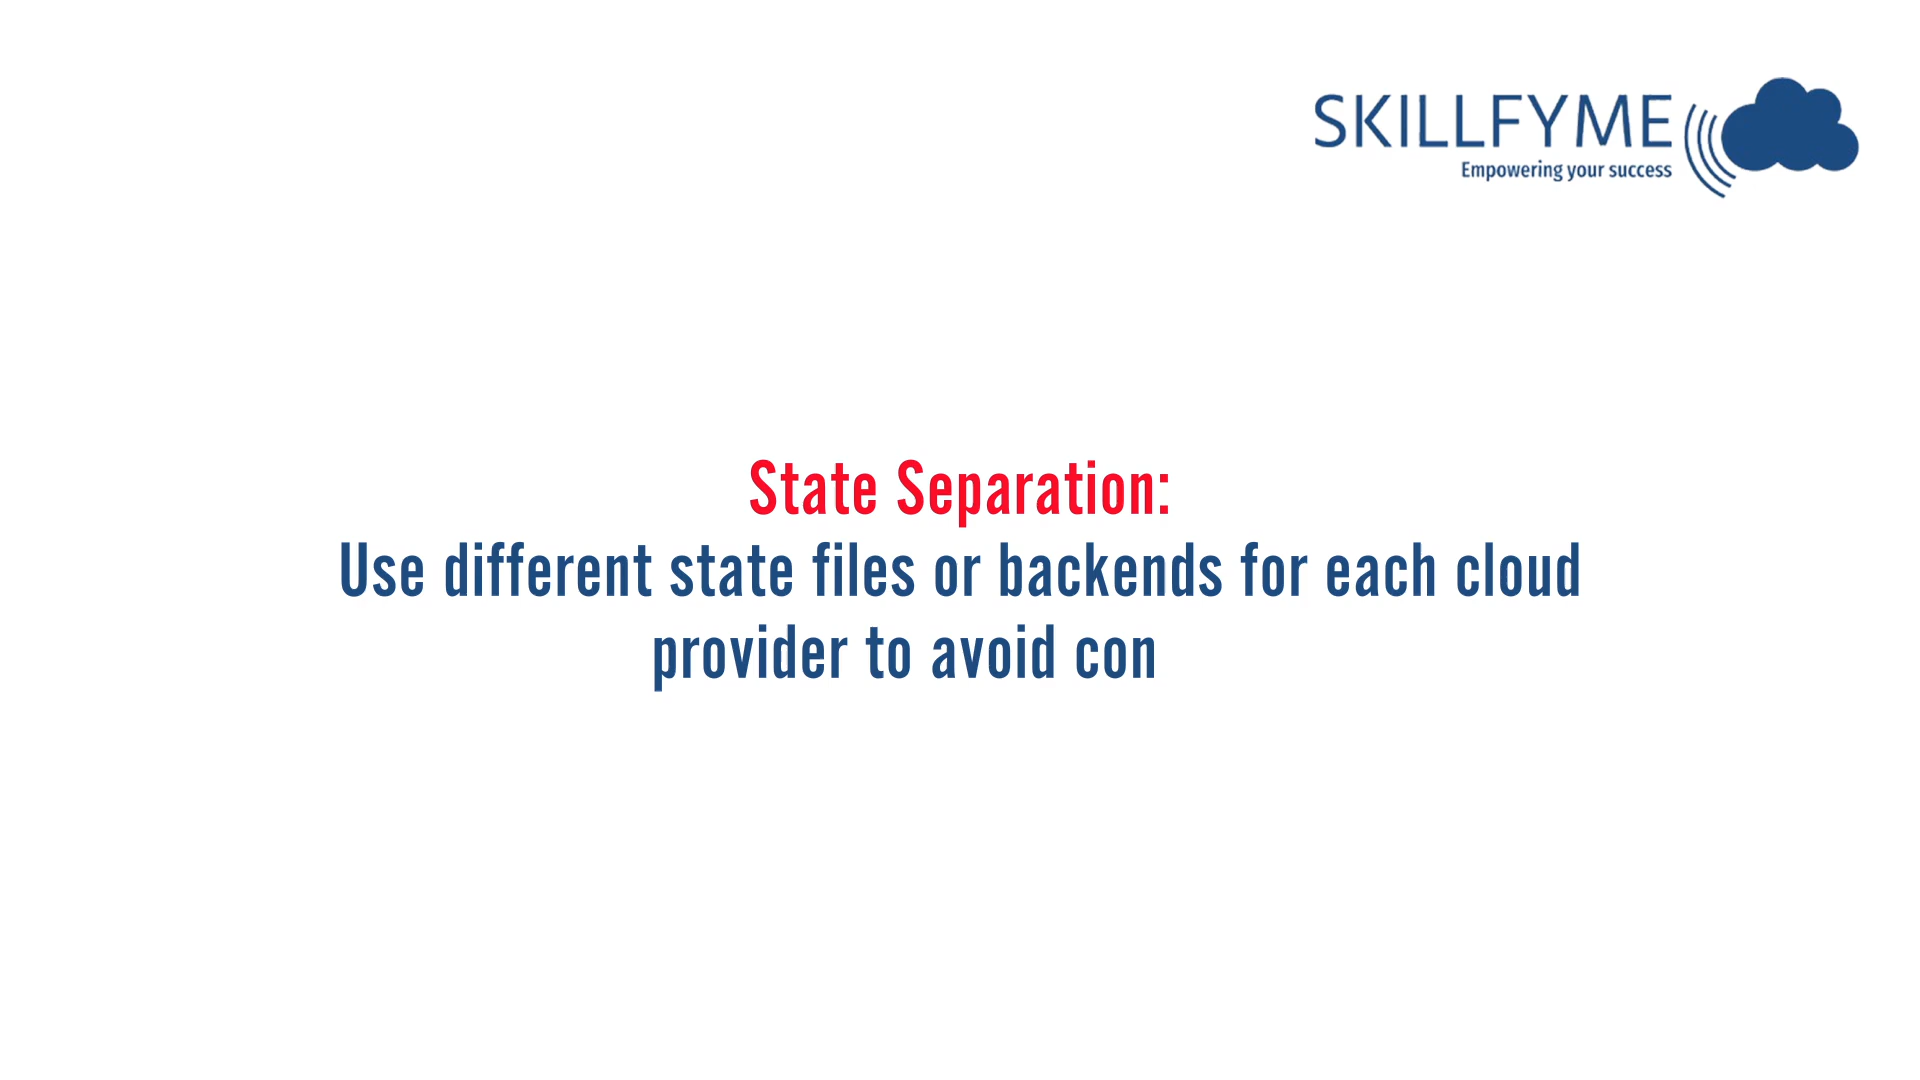 SKILLFYME
Empowering your success
State Separation:
Use different state files or backends for each cloud
provider to avoid con